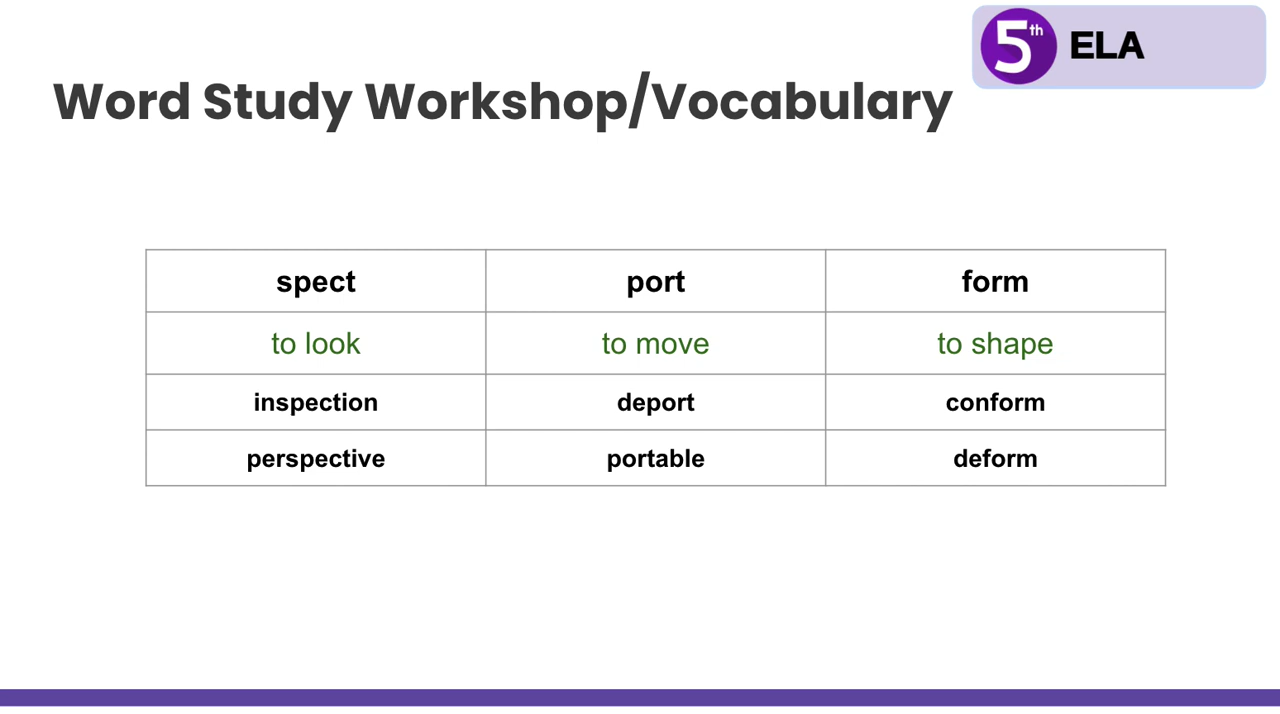 5th ELA
Word Study Workshop/Vocabulary
spect port form
to look to move to shape
inspection deport conform
perspective portable deform